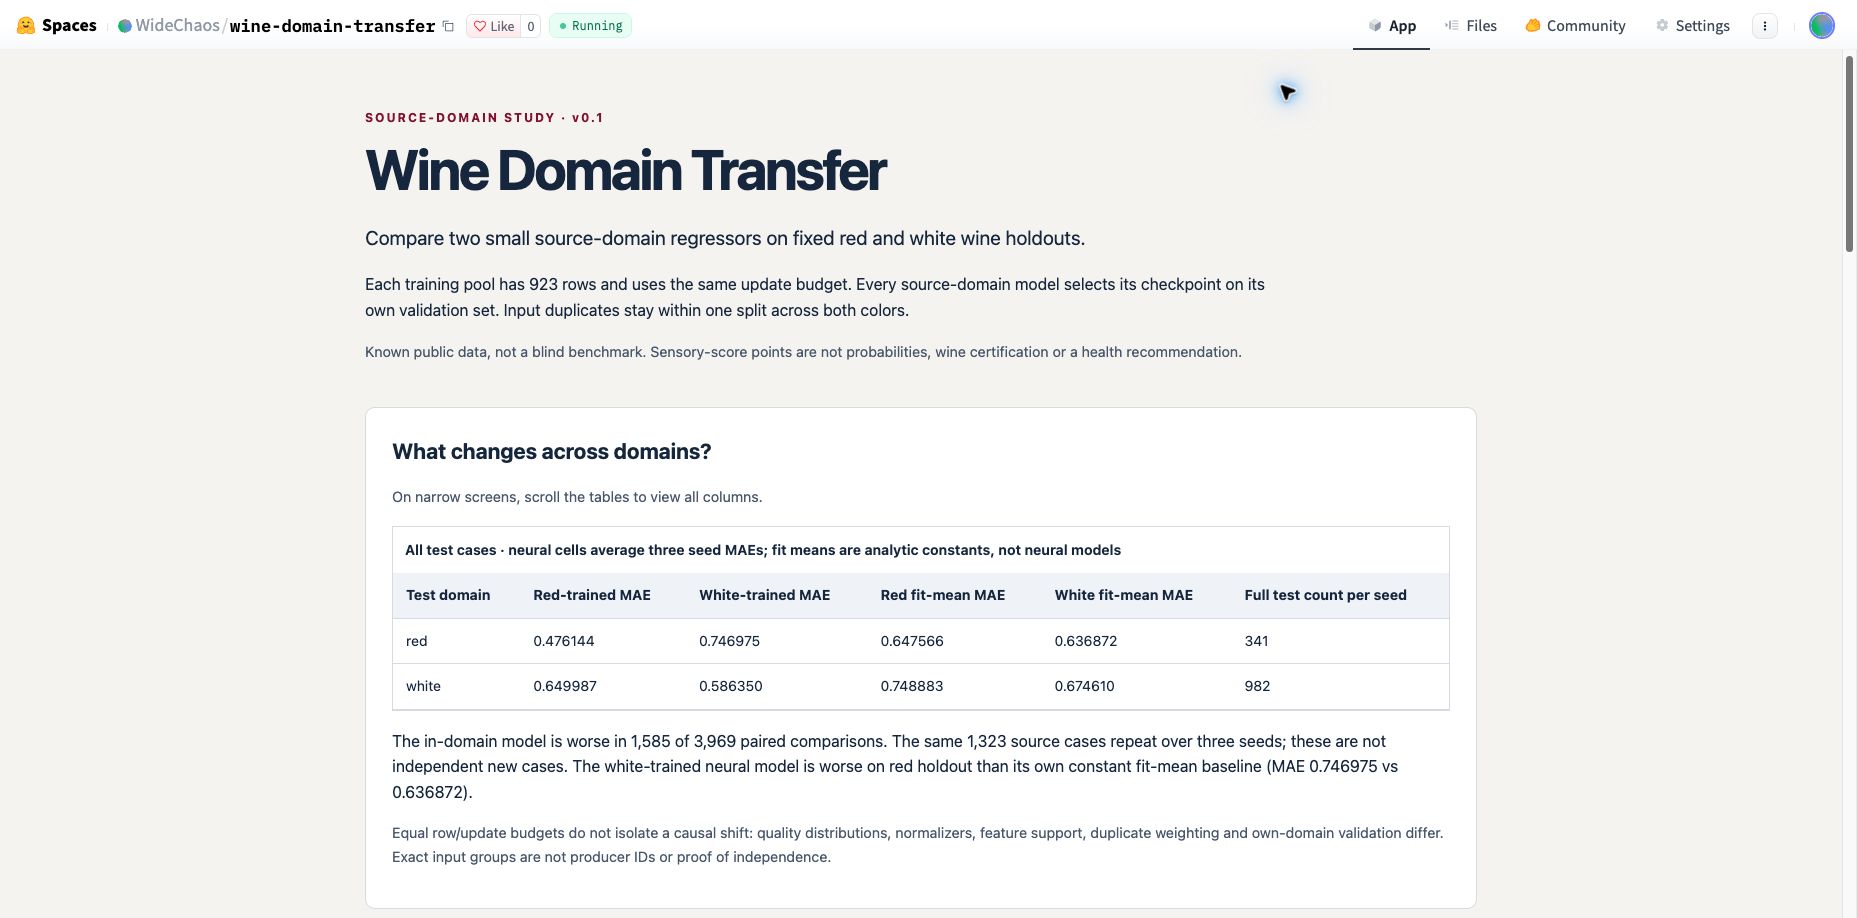 Spaces WideChaos/wine-domain-transfer Like 0 Running App Files Community Settings
SOURCE-DOMAIN STUDY · v0.1
Wine Domain Transfer
Compare two small source-domain regressors on fixed red and white wine holdouts.
Each training pool has 923 rows and uses the same update budget. Every source-domain model selects its checkpoint on its
own validation set. Input duplicates stay within one split across both colors.
Known public data, not a blind benchmark. Sensory-score points are not probabilities, wine certification or a health recommendation.
What changes across domains?
On narrow screens, scroll the tables to view all columns.
All test cases · neural cells average three seed MAEs; fit means are analytic constants, not neural models
Test domain Red-trained MAE White-trained MAE Red fit-mean MAE White fit-mean MAE Full test count per seed
red 0.476144 0.746975 0.647566 0.636872 341
white 0.649987 0.586350 0.748883 0.674610 982
The in-domain model is worse in 1,585 of 3,969 paired comparisons. The same 1,323 source cases repeat over three seeds; these are not
independent new cases. The white-trained neural model is worse on red holdout than its own constant fit-mean baseline (MAE 0.746975 vs
0.636872).
Equal row/update budgets do not isolate a causal shift: quality distributions, normalizers, feature support, duplicate weighting and own-domain validation differ.
Exact input groups are not producer IDs or proof of independence.